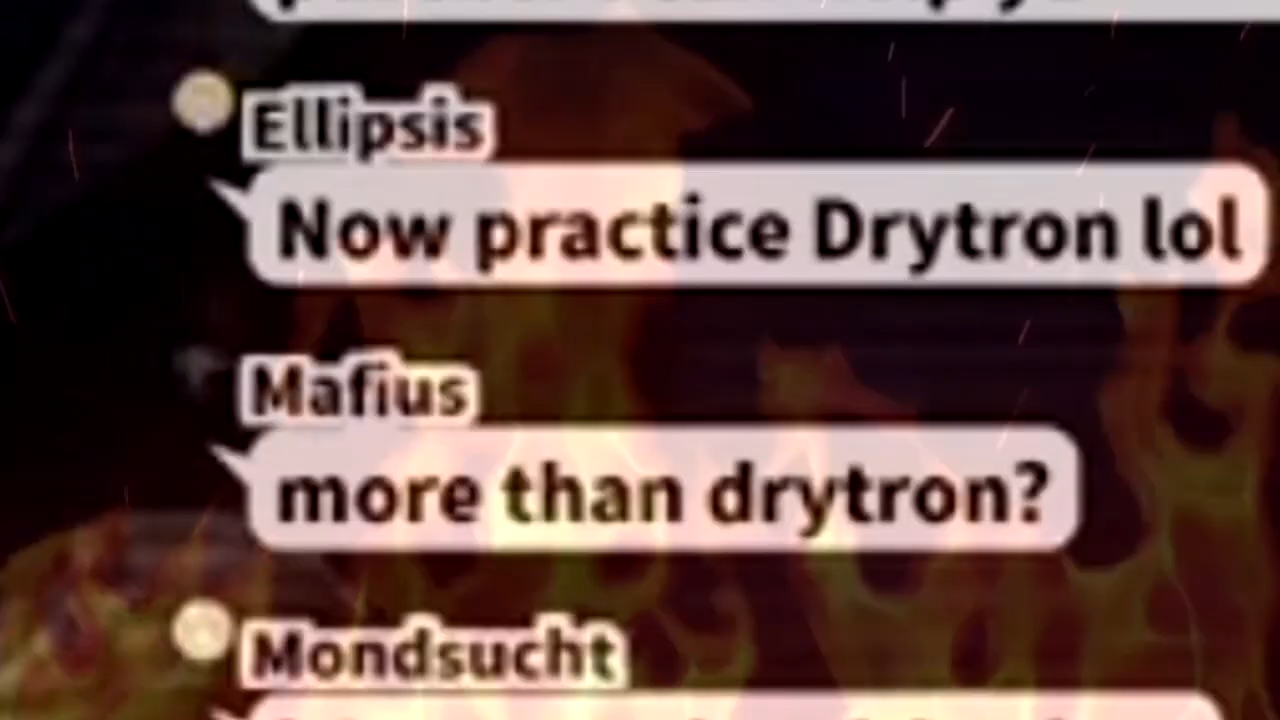 Ellipsis
Now practice Drytron lol
Mafius
more than drytron?
Mondsucht